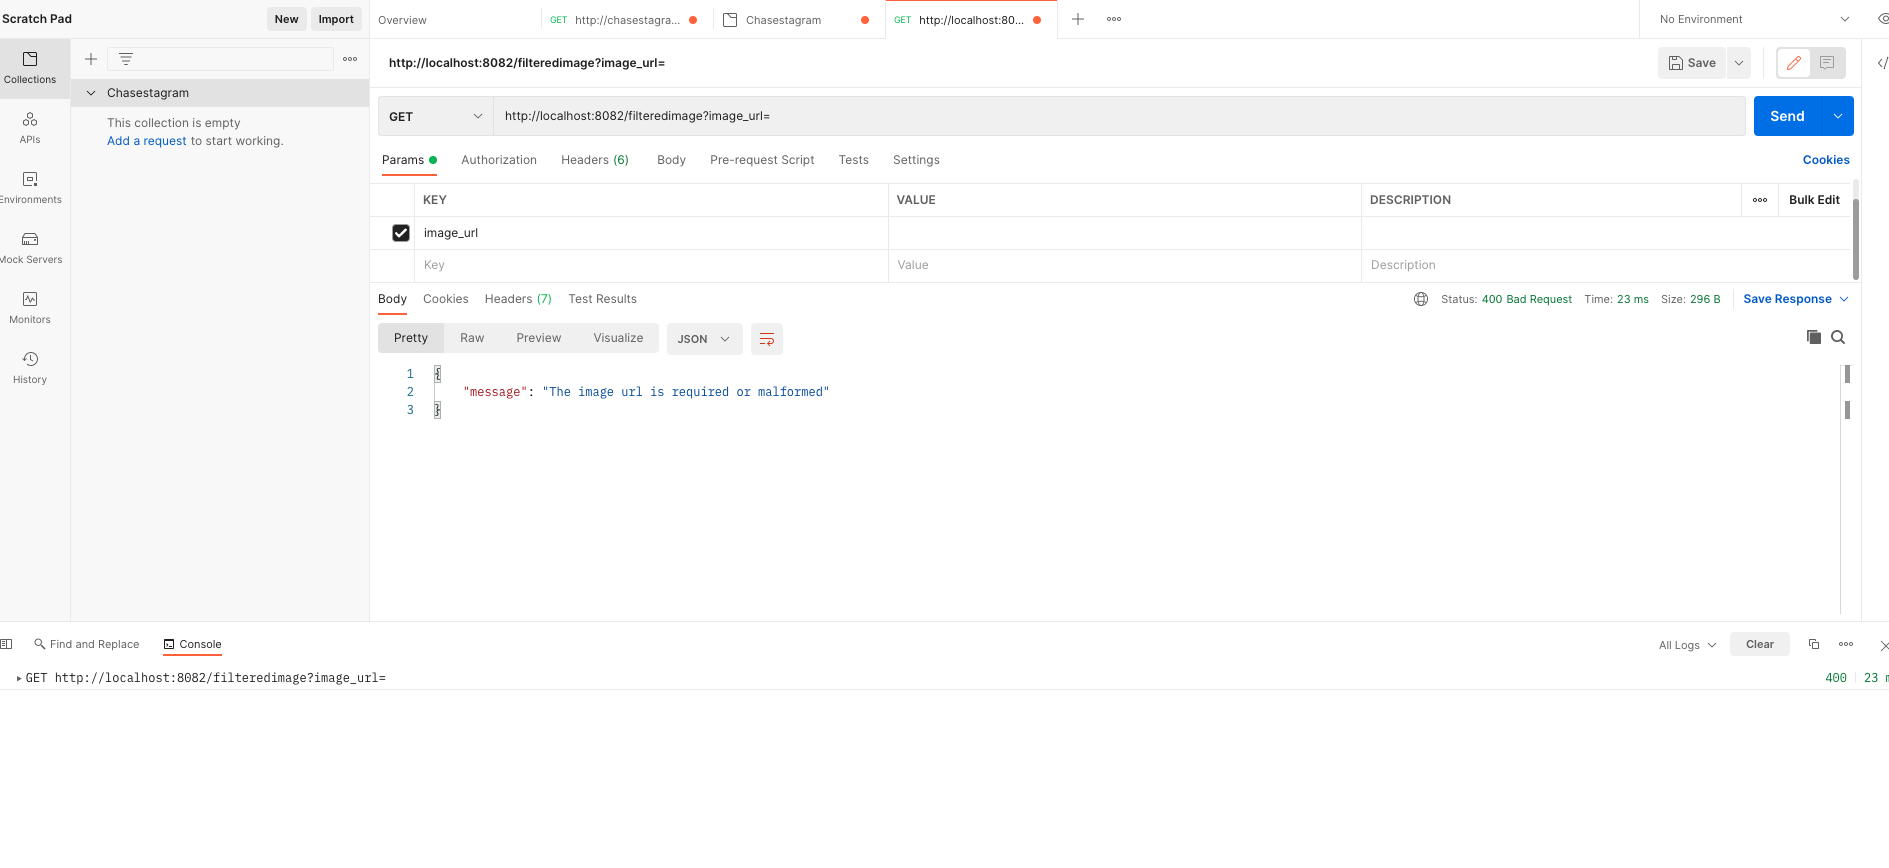 Scratch Pad
New
Import
Overview
GET http://chasestagra...
Chasestagram
GET http://localhost:80...
No Environment
Collections
APIs
Environments
Mock Servers
Monitors
History
Chasestagram
This collection is empty
Add a request to start working.
http://localhost:8082/filteredimage?image_url=
Save
GET
http://localhost:8082/filteredimage?image_url=
Send
Params
Authorization
Headers (6)
Body
Pre-request Script
Tests
Settings
Cookies
KEY
VALUE
DESCRIPTION
Bulk Edit
image_url
Key
Value
Description
Body
Cookies
Headers (7)
Test Results
Status: 400 Bad Request
Time: 23 ms
Size: 296 B
Save Response
Pretty
Raw
Preview
Visualize
JSON
1 {
2 "message": "The image url is required or malformed"
3 }
Find and Replace
Console
All Logs
Clear
GET http://localhost:8082/filteredimage?image_url=
400
23 m